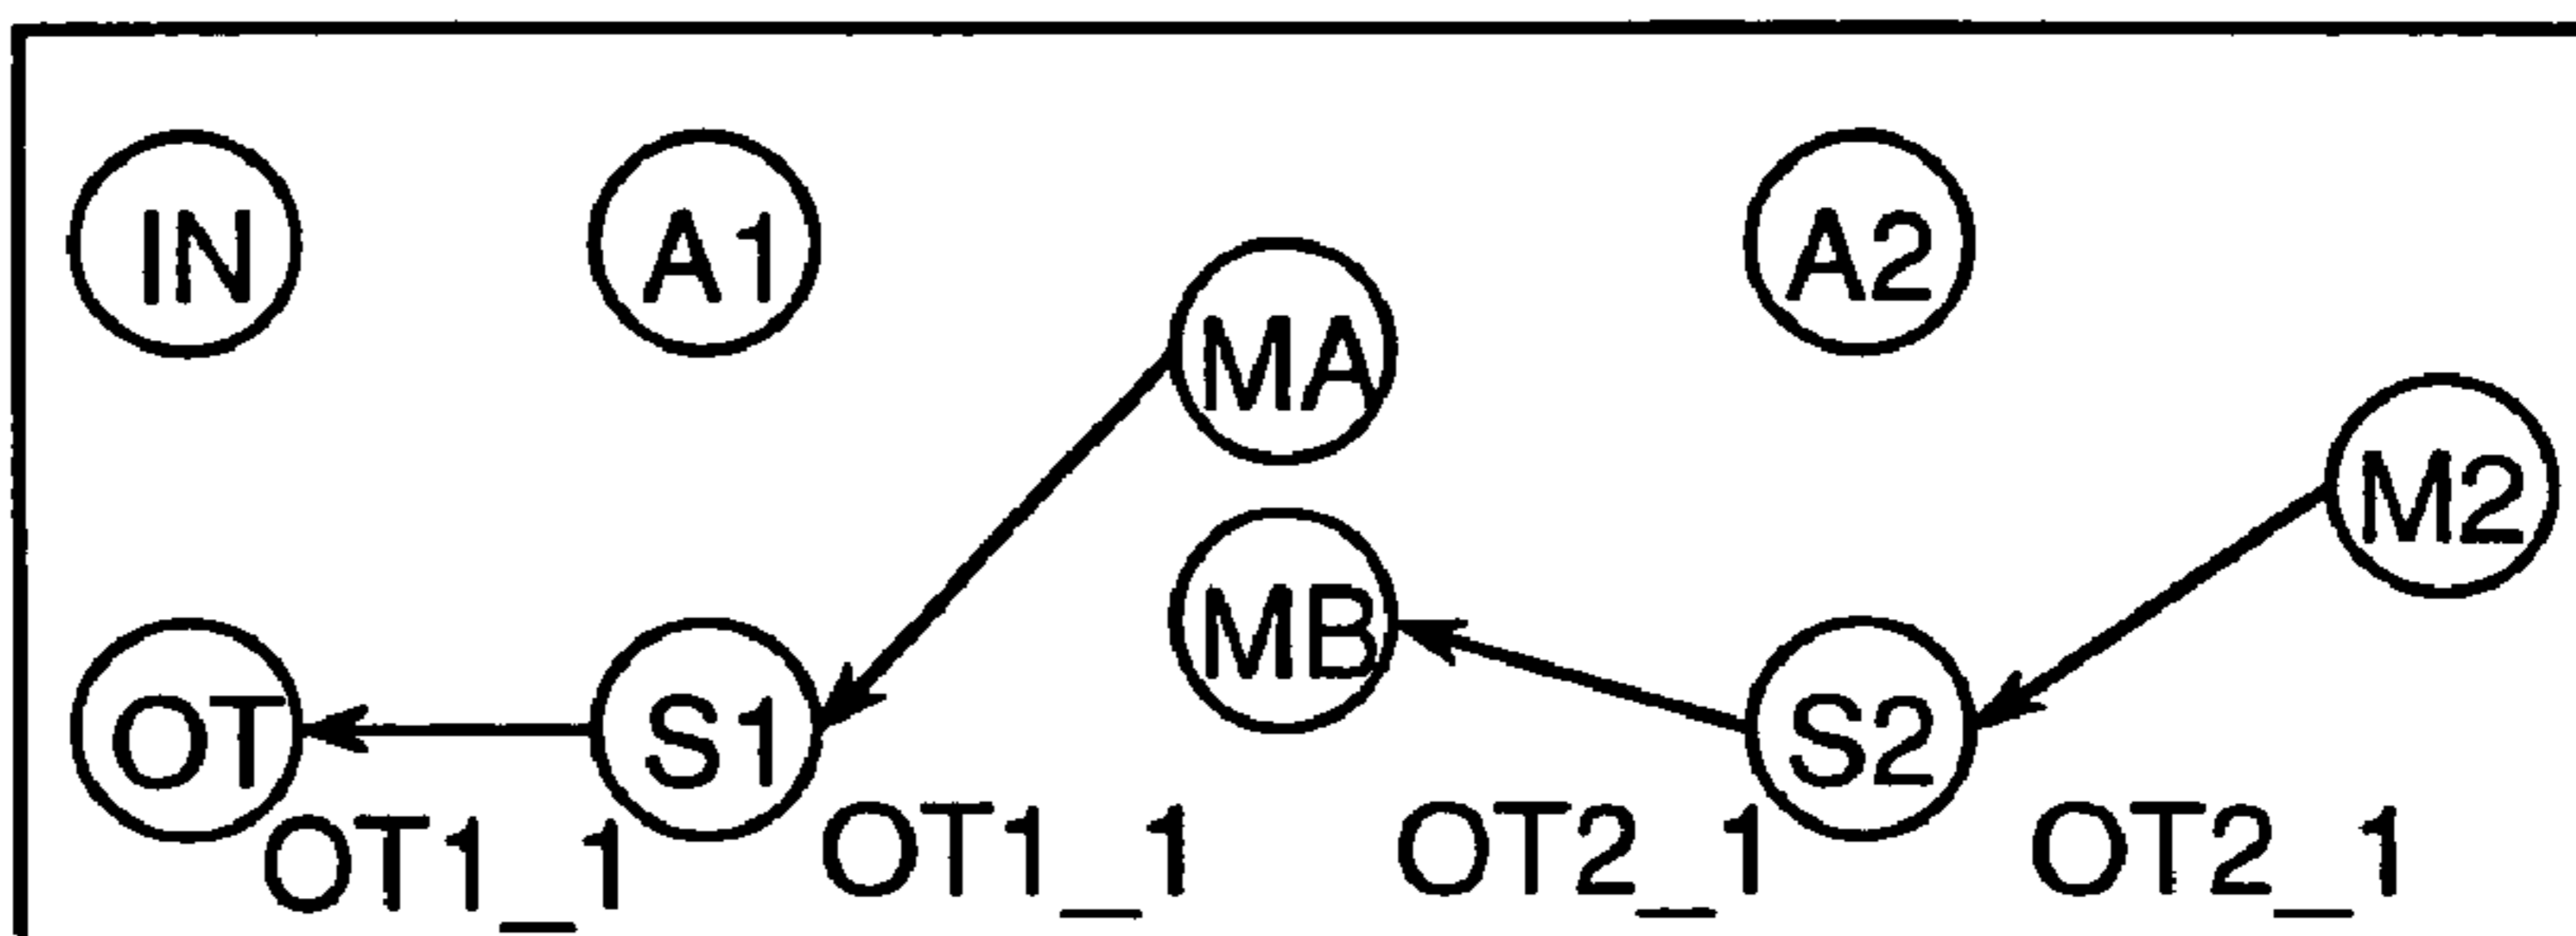 IN A1 A2
MA
M2
MB
OT S1 S2
OT1_1 OT1_1 OT2_1 OT2_1